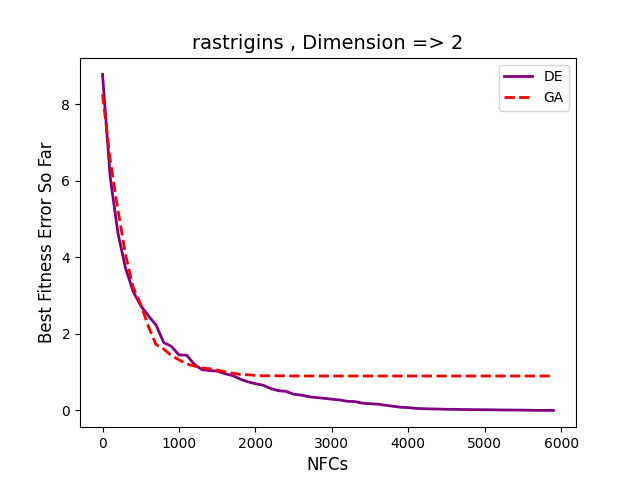 rastrigins , Dimension => 2
DE
GA
Best Fitness Error So Far
8
6
4
2
0
0 1000 2000 3000 4000 5000 6000
NFCs